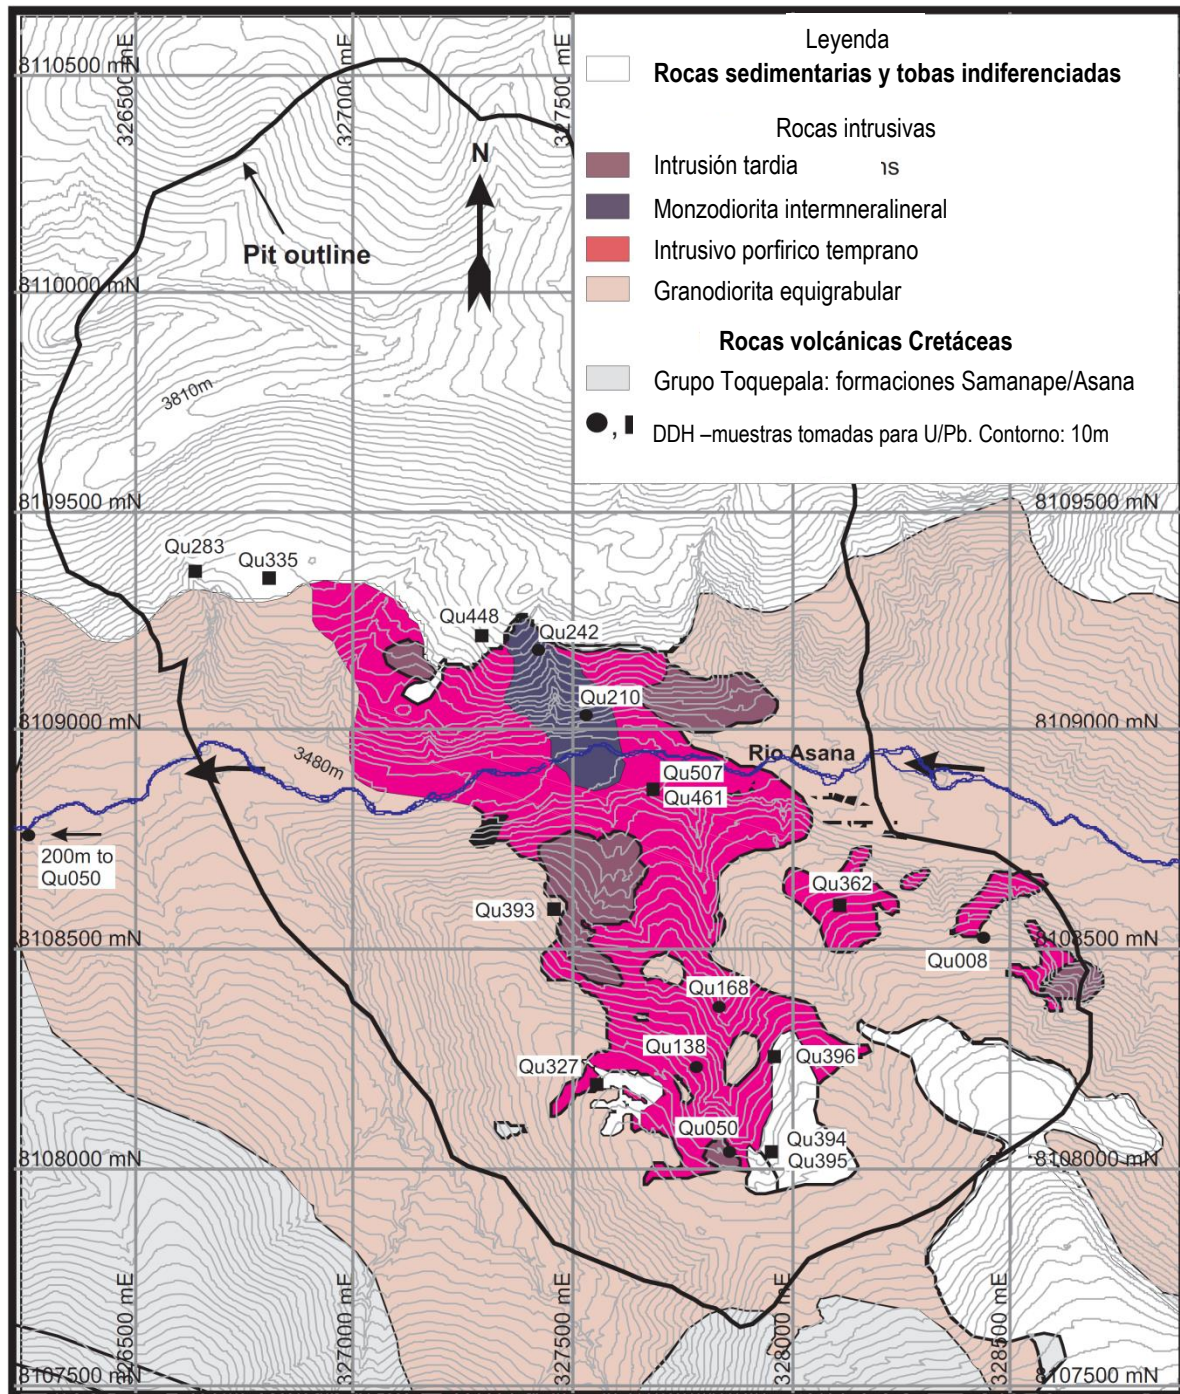 Leyenda
Rocas sedimentarias y tobas indiferenciadas
Rocas intrusivas
Intrusión tardia
ns
Monzodiorita intermneralineral
Intrusivo porfirico temprano
Granodiorita equigrabular
Rocas volcánicas Cretáceas
Grupo Toquepala: formaciones Samanape/Asana
, DDH –muestras tomadas para U/Pb. Contorno: 10m
8110500 mN
326500 mE
327000 mE
327500 mE
N
Pit outline
8110000 mN
3810m
8109500 mN
8109500 mN
Qu283
Qu335
Qu448
Qu242
Qu210
8109000 mN
8109000 mN
3480m
Rio Asana
Qu507
Qu461
200m to
Qu050
Qu362
Qu393
8108500 mN
8108500 mN
Qu008
Qu168
Qu138
Qu396
Qu327
Qu050
Qu394
Qu395
8108000 mN
8108000 mN
326500 mE
327000 mE
327500 mE
328000 mE
328500 mE
8107500 mN
8107500 mN